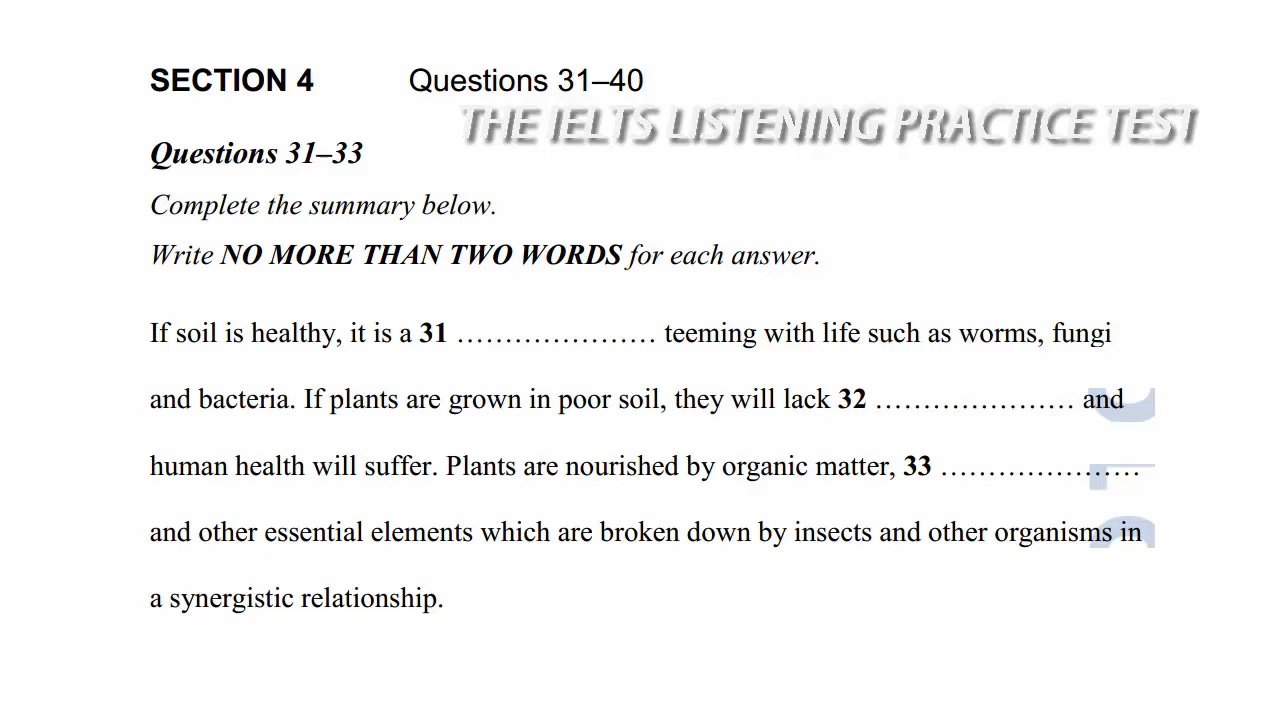 SECTION 4 Questions 31–40
THE IELTS LISTENING PRACTICE TEST
Questions 31–33
Complete the summary below.
Write NO MORE THAN TWO WORDS for each answer.
If soil is healthy, it is a 31 ………………… teeming with life such as worms, fungi
and bacteria. If plants are grown in poor soil, they will lack 32 ………………… and
human health will suffer. Plants are nourished by organic matter, 33 …………………
and other essential elements which are broken down by insects and other organisms in
a synergistic relationship.